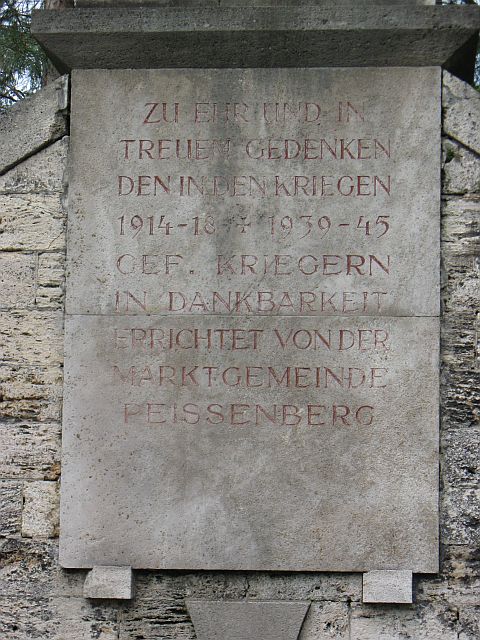 ZU EHR UND IN
TREUEN GEDENKEN
DEN IN DEN KRIEGEN
1914-18 + 1939-45
GEF. KRIEGERN
IN DANKBARKEIT
ERRICHTET VON DER
MARKTGEMEINDE
PEISSENBERG